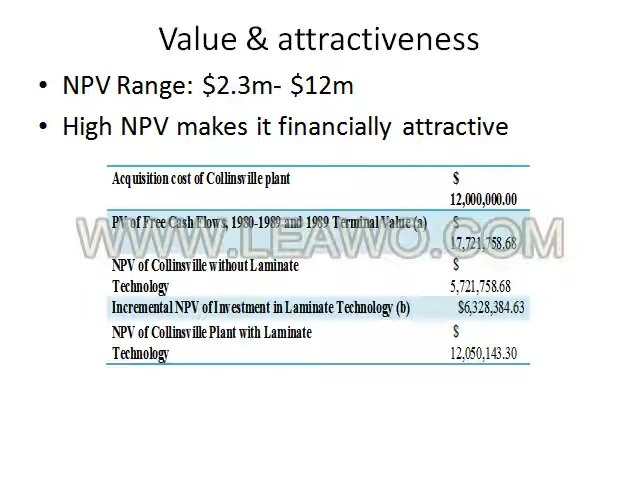 Value & attractiveness
• NPV Range: $2.3m- $12m
• High NPV makes it financially attractive
Acquisition cost of Collinsville plant $
12,000,000.00
PV of Free Cash Flows, 1980-1989 and 1989 Terminal Value (a) $
17,721,758.68
WWW.LEAWO.COM
NPV of Collinsville without Laminate $
Technology 5,721,758.68
Incremental NPV of Investment in Laminate Technology (b) $6,328,384.63
NPV of Collinsville Plant with Laminate $
Technology 12,050,143.30